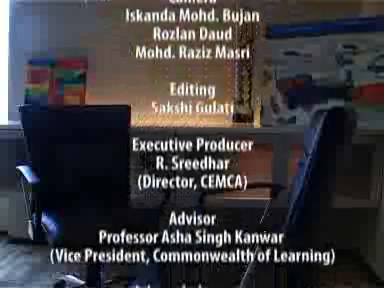 Camera
Iskanda Mohd. Bujan
Rozlan Daud
Mohd. Raziz Masri
Editing
Sakshi Gulati
Executive Producer
R. Sreedhar
(Director, CEMCA)
Advisor
Professor Asha Singh Kanwar
(Vice President, Commonwealth of Learning)